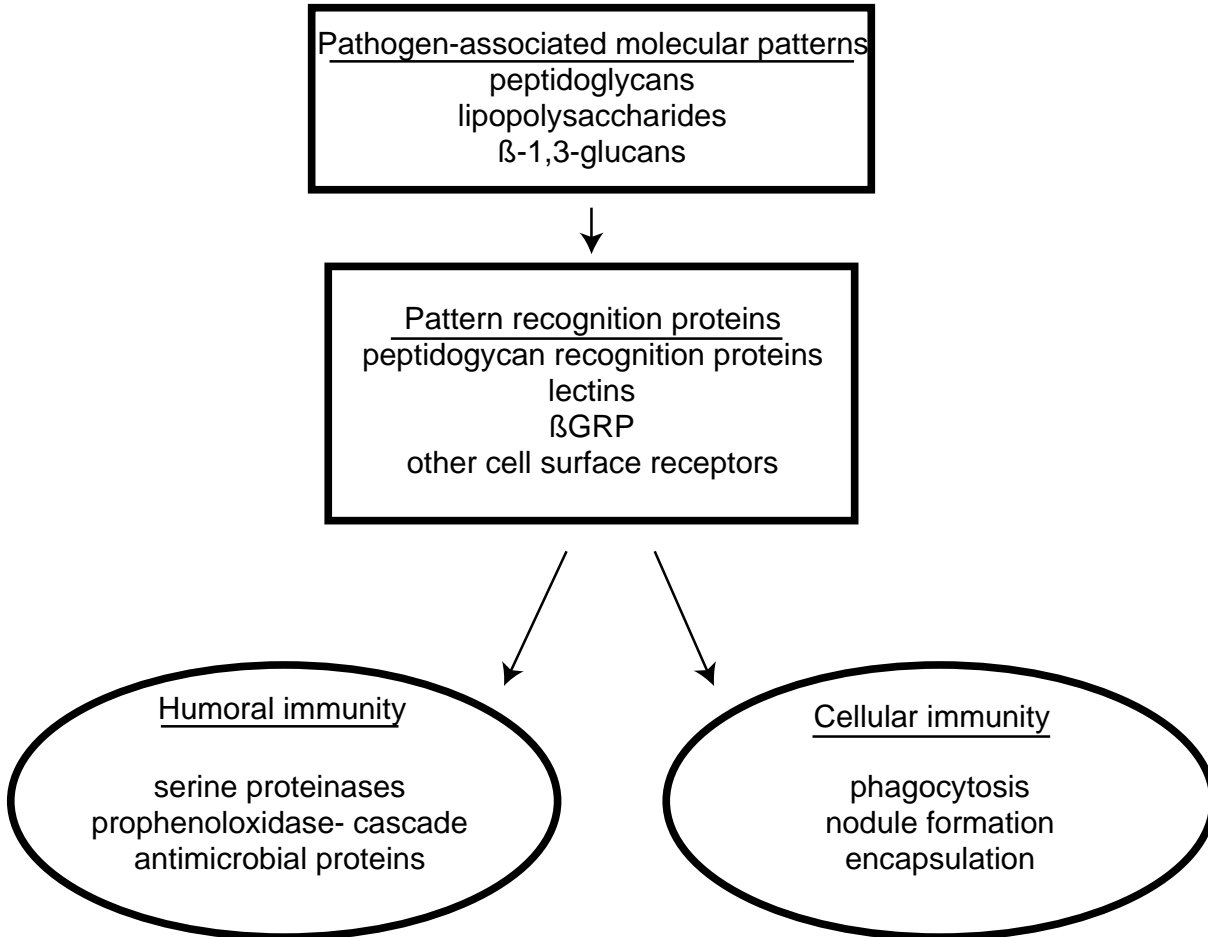 Pathogen-associated molecular patterns
peptidoglycans
lipopolysaccharides
ß-1,3-glucans
Pattern recognition proteins
peptidogycan recognition proteins
lectins
ßGRP
other cell surface receptors
Humoral immunity
serine proteinases
prophenoloxidase- cascade
antimicrobial proteins
Cellular immunity
phagocytosis
nodule formation
encapsulation